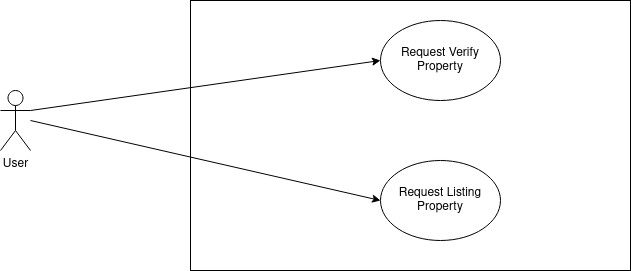 Request Verify
Property
User
Request Listing
Property